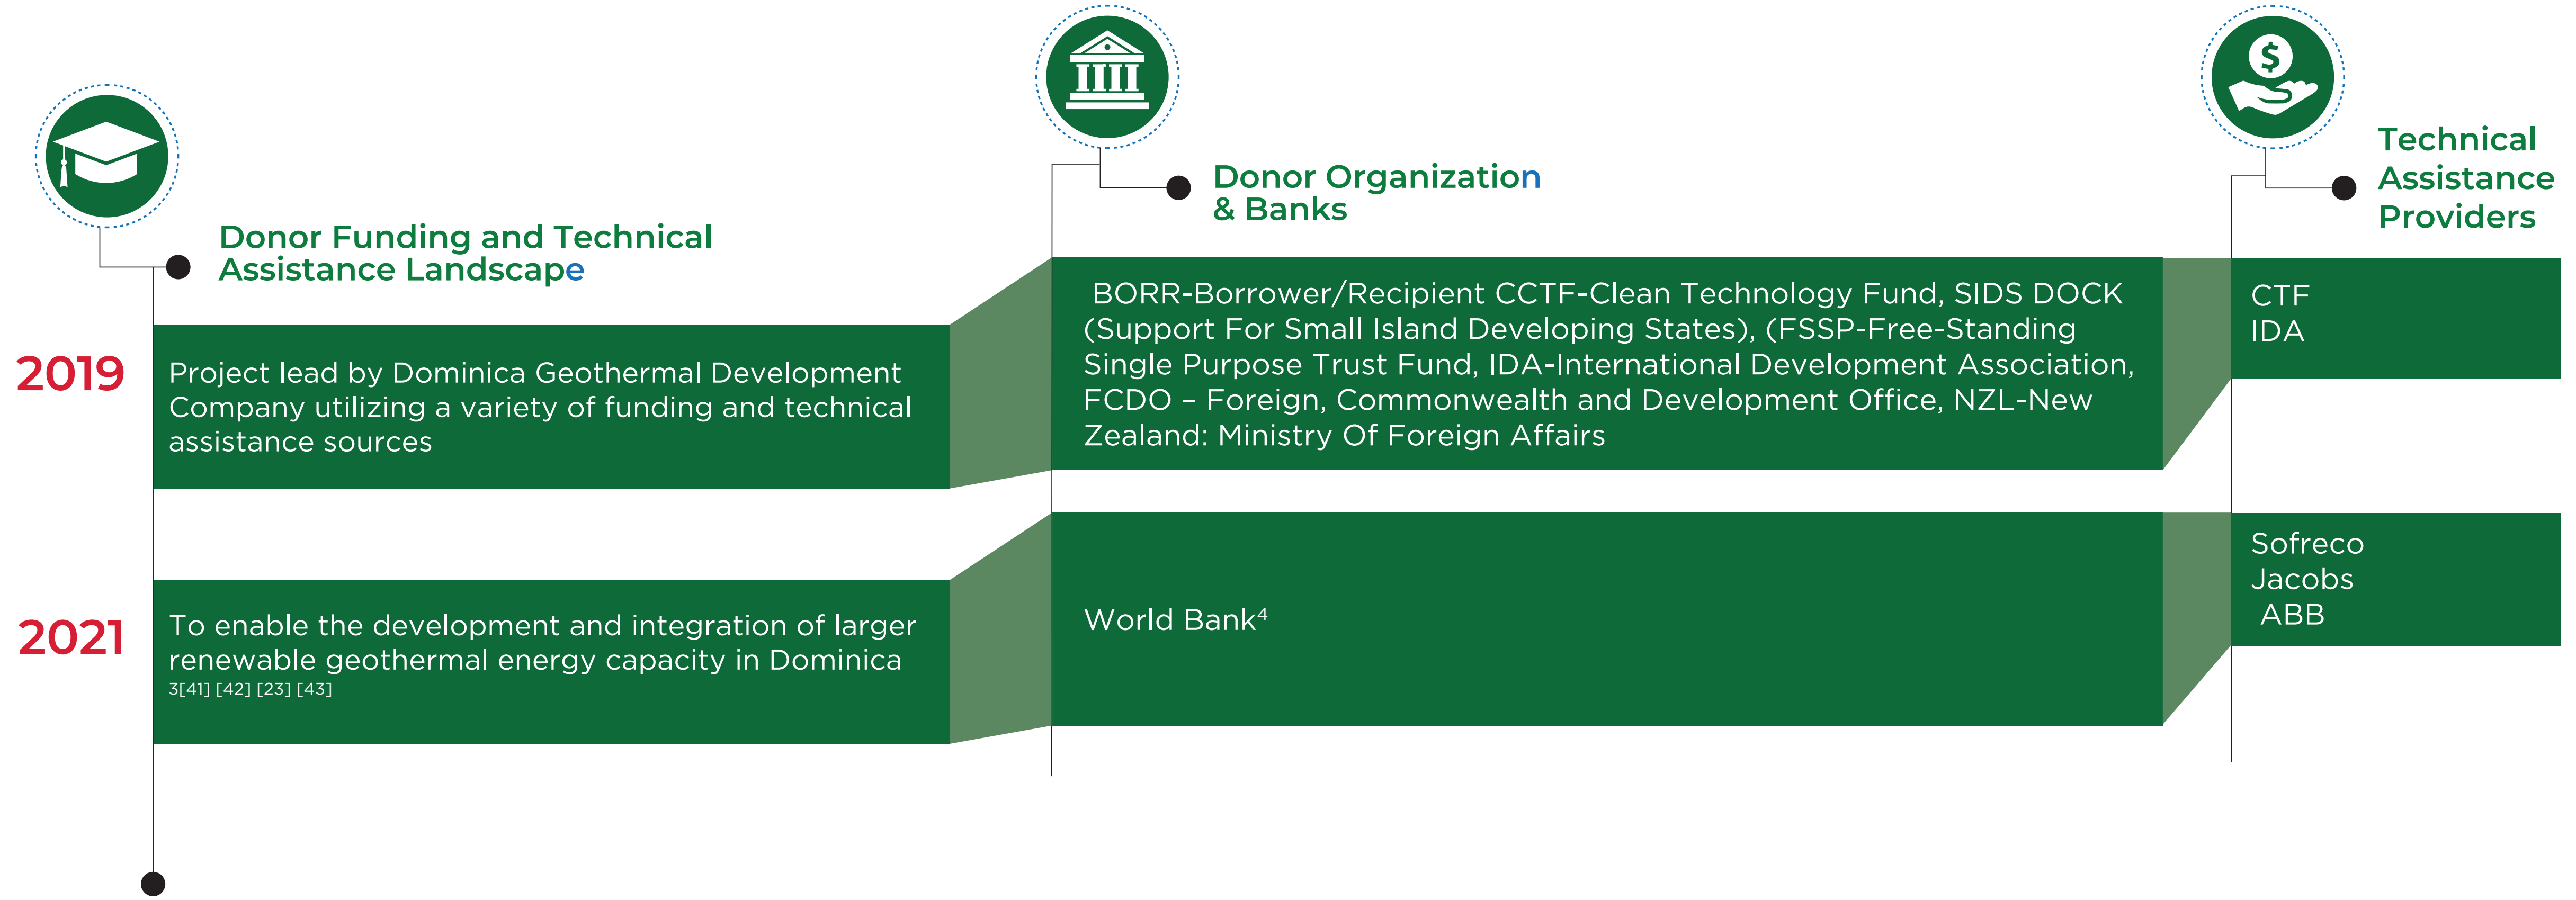 Donor Funding and Technical
Assistance Landscape
Donor Organization
& Banks
Technical
Assistance
Providers
2019
Project lead by Dominica Geothermal Development
Company utilizing a variety of funding and technical
assistance sources
BORR-Borrower/Recipient CCTF-Clean Technology Fund, SIDS DOCK
(Support For Small Island Developing States), (FSSP-Free-Standing
Single Purpose Trust Fund, IDA-International Development Association,
FCDO – Foreign, Commonwealth and Development Office, NZL-New
Zealand: Ministry Of Foreign Affairs
CTF
IDA
2021
To enable the development and integration of larger
renewable geothermal energy capacity in Dominica
3[41] [42] [23] [43]
World Bank4
Sofreco
Jacobs
ABB
$